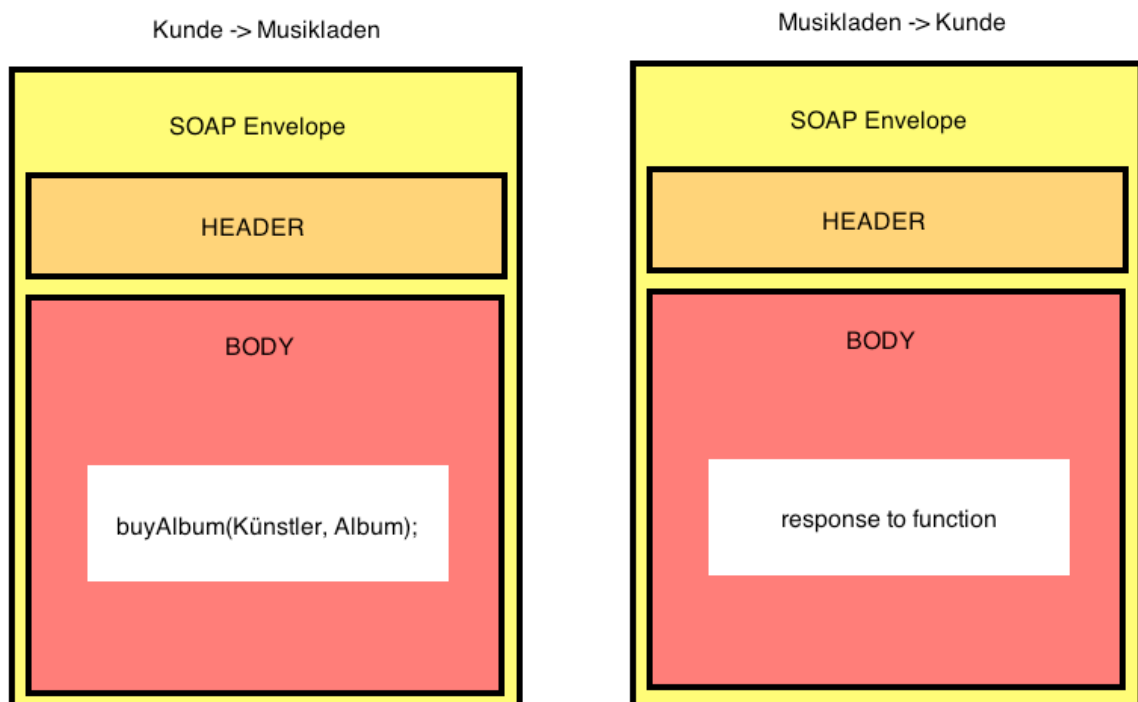 Kunde -> Musikladen
SOAP Envelope
HEADER
BODY
buyAlbum(Künstler, Album);
Musikladen -> Kunde
SOAP Envelope
HEADER
BODY
response to function